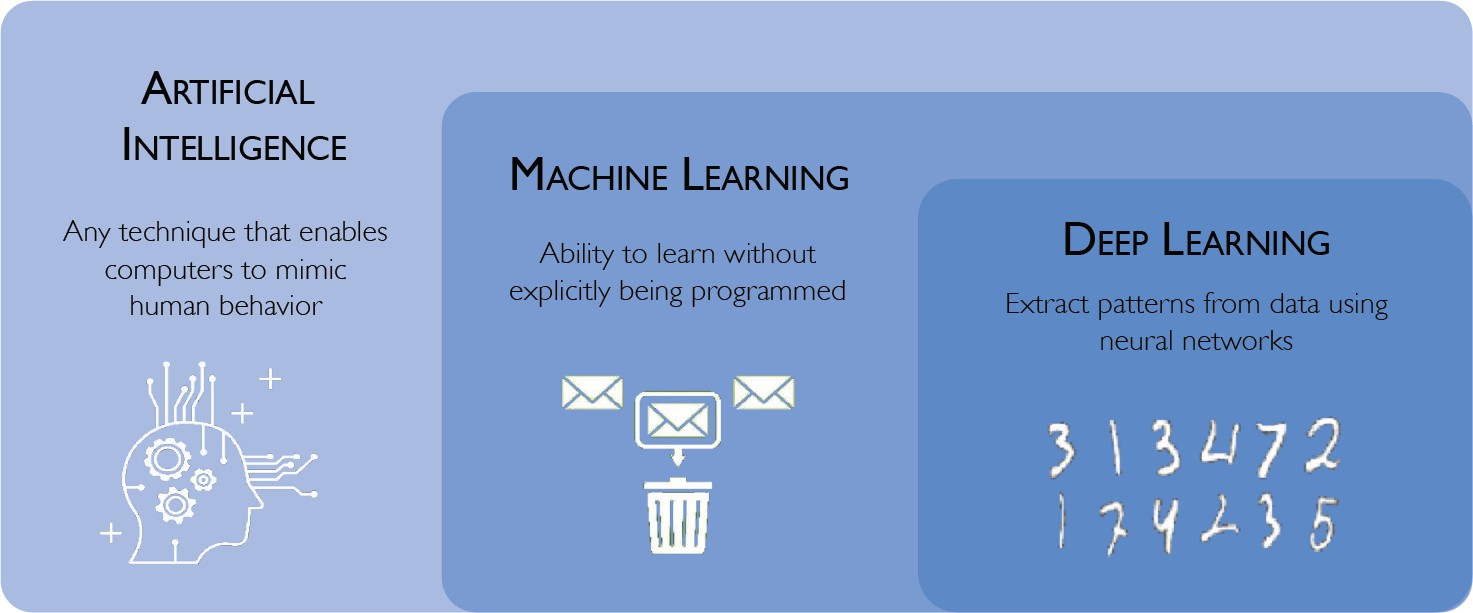 ARTIFICIAL
INTELLIGENCE
Any technique that enables
computers to mimic
human behavior
MACHINE LEARNING
Ability to learn without
explicitly being programmed
DEEP LEARNING
Extract patterns from data using
neural networks
3 1 3 4 7 2
1 7 4 2 3 5